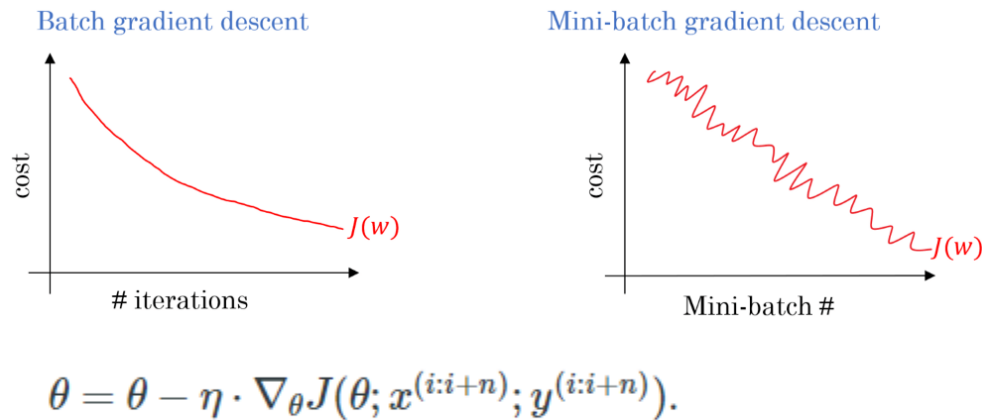 Batch gradient descent
Mini-batch gradient descent
cost
J(w)
# iterations
cost
J(w)
Mini-batch #
θ = θ − η · ∇θJ(θ; x^(i:i+n); y^(i:i+n)).